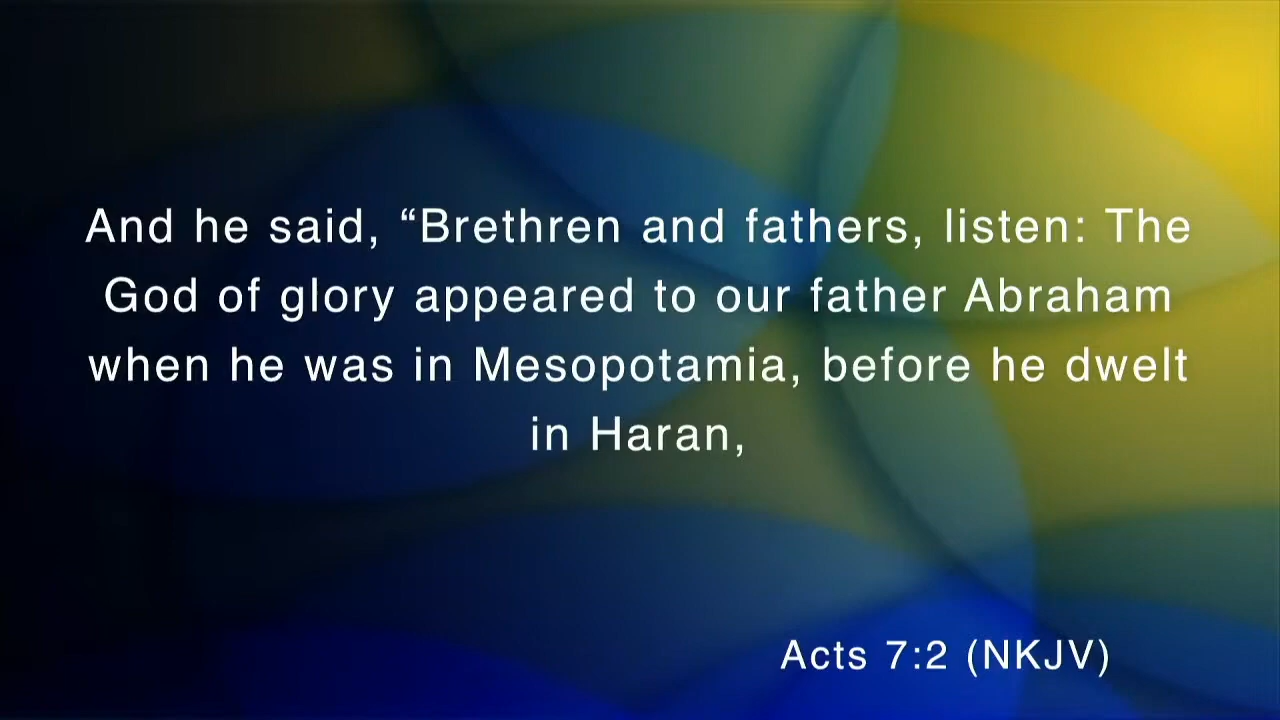 And he said, “Brethren and fathers, listen: The
God of glory appeared to our father Abraham
when he was in Mesopotamia, before he dwelt
in Haran,
Acts 7:2 (NKJV)